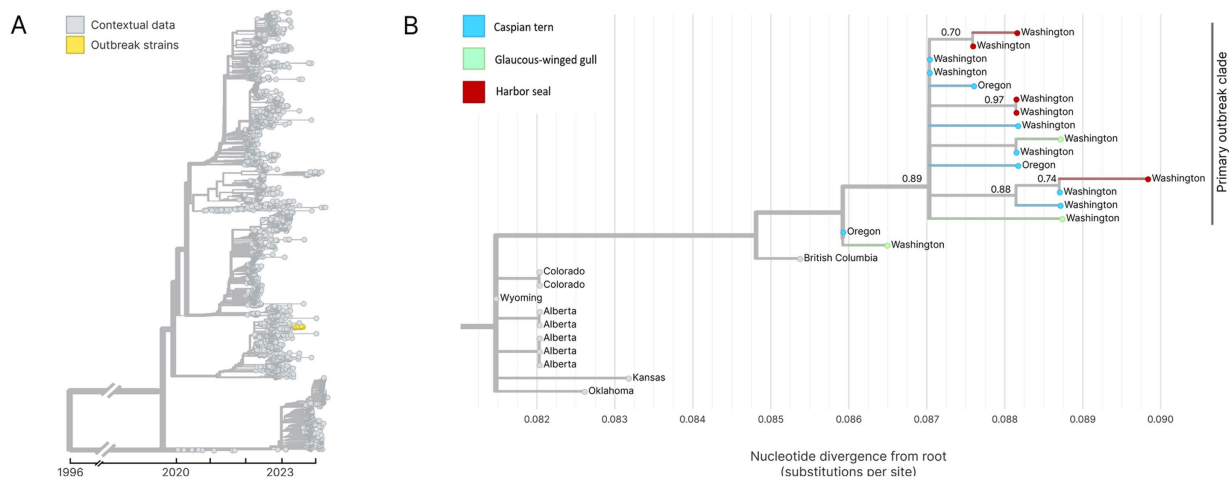 A
Contextual data
Outbreak strains
1996
2020
2023
B
Caspian tern
Glaucous-winged gull
Harbor seal
0.70
Washington
Washington
Washington
Washington
Oregon
Washington
0.97
Washington
Washington
Washington
Washington
Oregon
0.89
0.74
Washington
0.88
Washington
Washington
Washington
Oregon
Washington
British Columbia
Colorado
Colorado
Wyoming
Alberta
Alberta
Alberta
Alberta
Alberta
Kansas
Oklahoma
0.082
0.083
0.084
0.085
0.086
0.087
0.088
0.089
0.090
Nucleotide divergence from root
(substitutions per site)
Primary outbreak clade